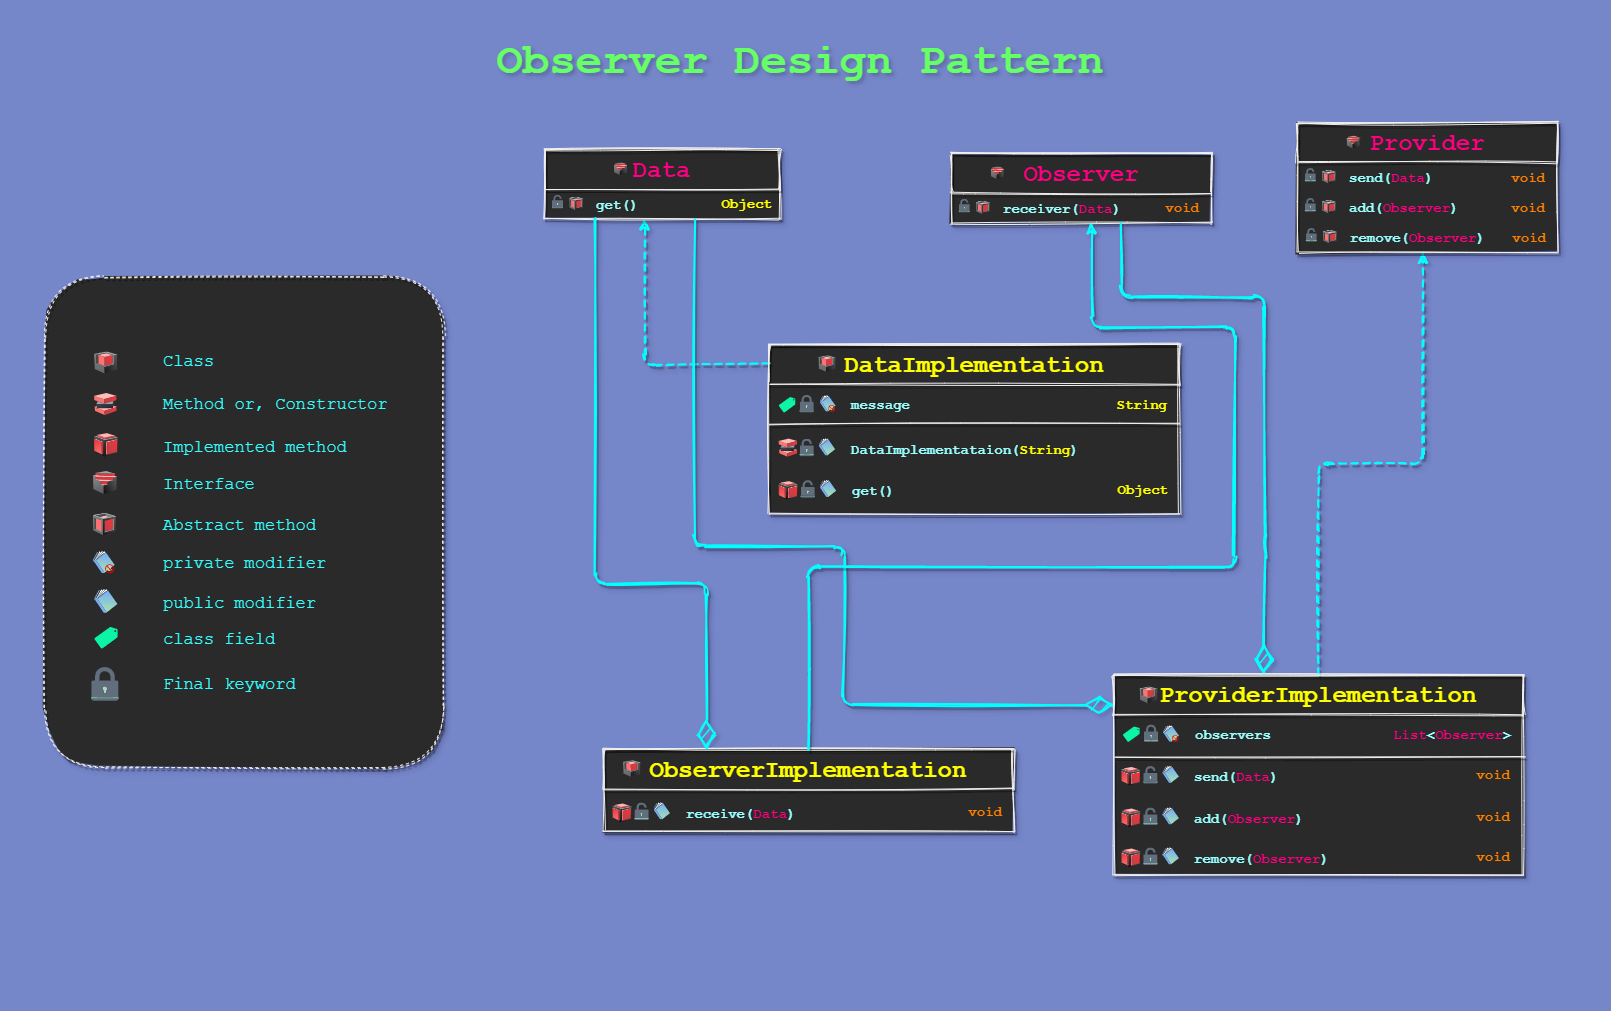 Observer Design Pattern
Data
get() Object
Observer
receiver(Data) void
Provider
send(Data) void
add(Observer) void
remove(Observer) void
Class
Method or, Constructor
Implemented method
Interface
Abstract method
private modifier
public modifier
class field
Final keyword
DataImplementation
message String
DataImplementataion(String)
get() Object
ObserverImplementation
receive(Data) void
ProviderImplementation
observers List<Observer>
send(Data) void
add(Observer) void
remove(Observer) void